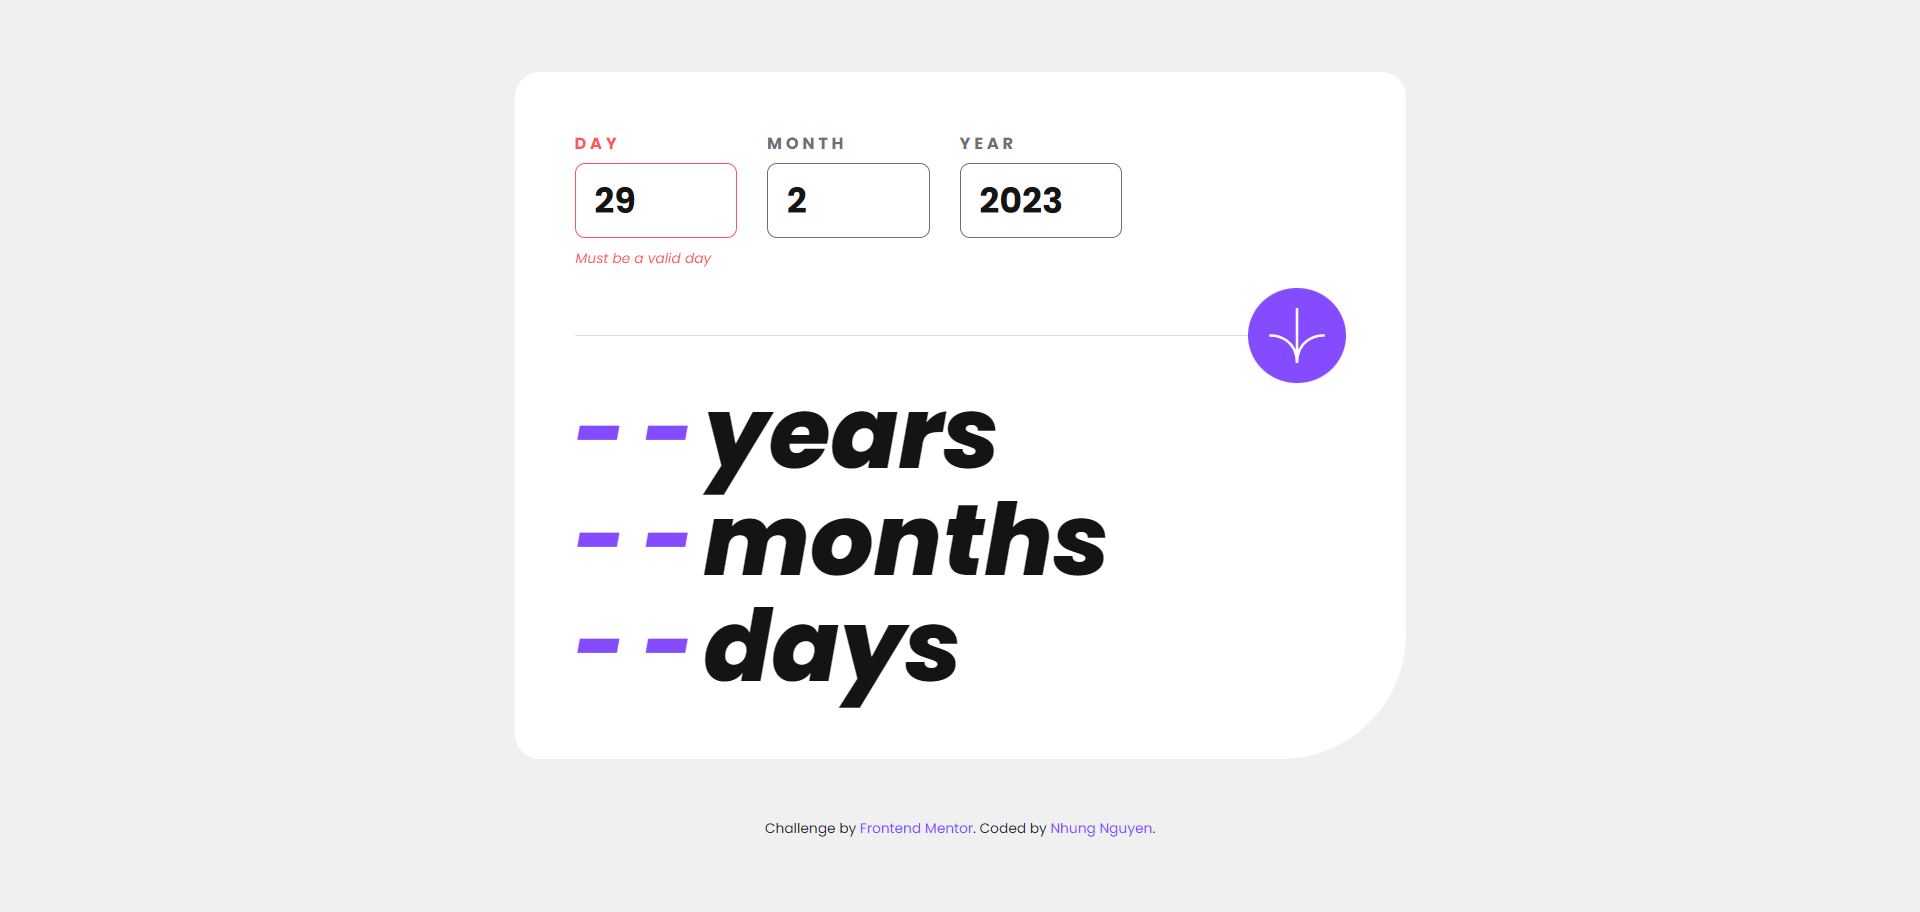 DAY MONTH YEAR
29 2 2023
Must be a valid day
- - years
- - months
- - days
Challenge by Frontend Mentor. Coded by Nhung Nguyen.